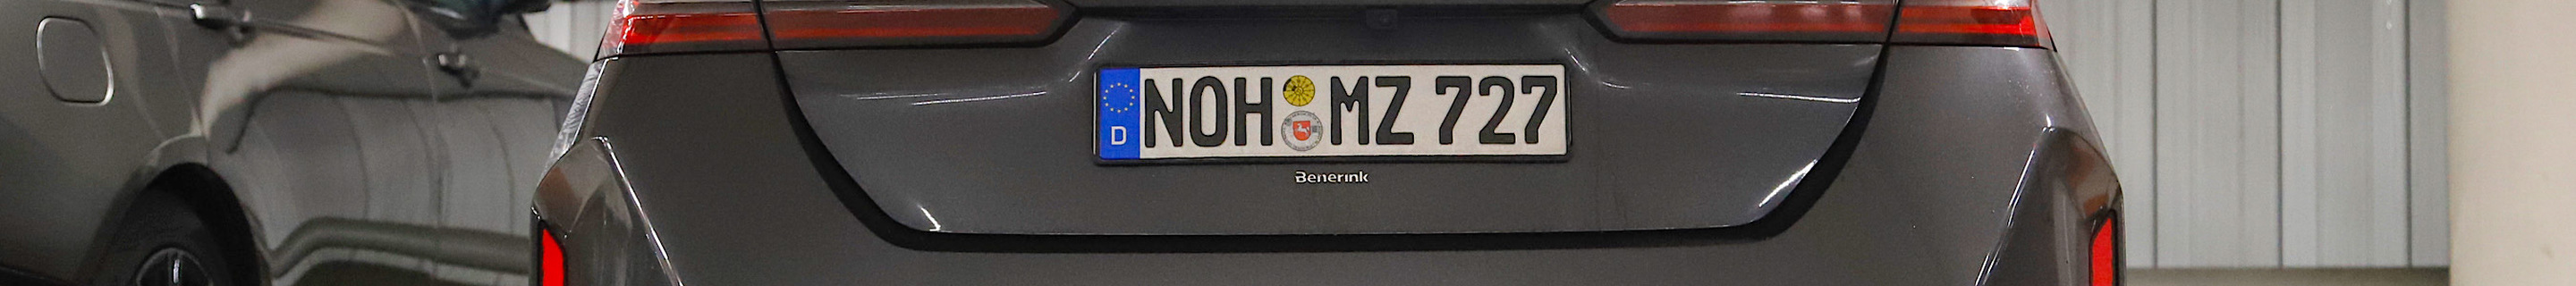 D NOH MZ 727
Benerink